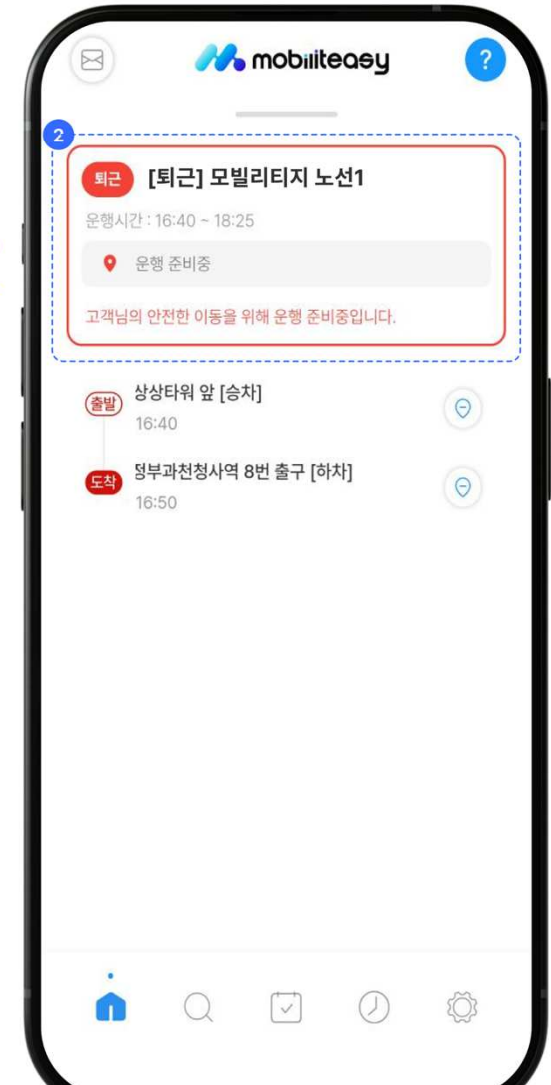 mobiliteasy
?
2
퇴근 [퇴근] 모빌리티지 노선1
운행시간 : 16:40 ~ 18:25
운행 준비중
고객님의 안전한 이동을 위해 운행 준비중입니다.
출발 상상타워 앞 [승차]
16:40
도착 정부과천청사역 8번 출구 [하차]
16:50